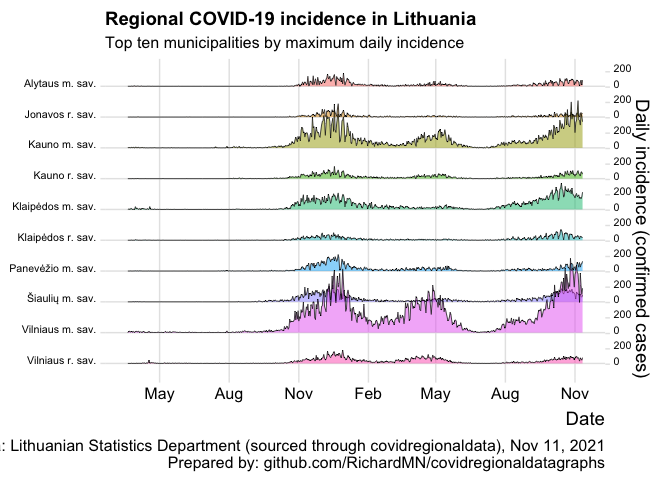 Regional COVID-19 incidence in Lithuania
Top ten municipalities by maximum daily incidence
Alytaus m. sav.
Jonavos m. sav.
Kauno m. sav.
Kauno r. sav.
Klaipėdos m. sav.
Klaipėdos r. sav.
Panevėžio m. sav.
Šiaulių m. sav.
Vilniaus m. sav.
Vilniaus r. sav.
200
0
200
0
200
0
200
0
200
0
200
0
200
0
200
0
200
0
200
0
Daily incidence (confirmed cases)
May Aug Nov Feb May Aug Nov
Date
: Lithuanian Statistics Department (sourced through covidregionaldata), Nov 11, 2021
Prepared by: github.com/RichardMN/covidregionaldatagraphs